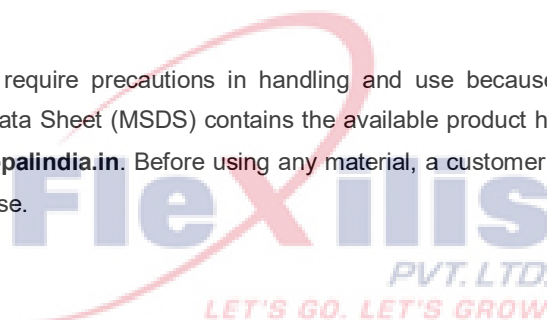 require precautions in handling and use because
ata Sheet (MSDS) contains the available product h
palindia.in. Before using any material, a customer
se.
Flexilis
PVT. LTD.
LET'S GO. LET'S GROW